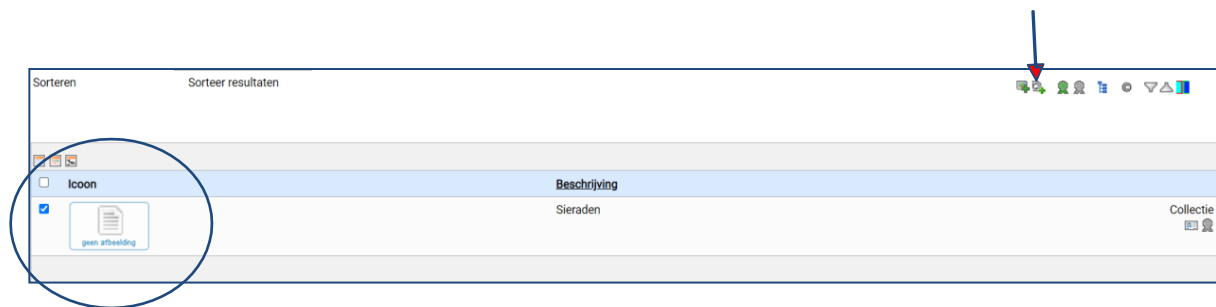 Sorteren Sorteer resultaten
©
Icoon Beschrijving
Sieraden Collectie
geen afbeelding